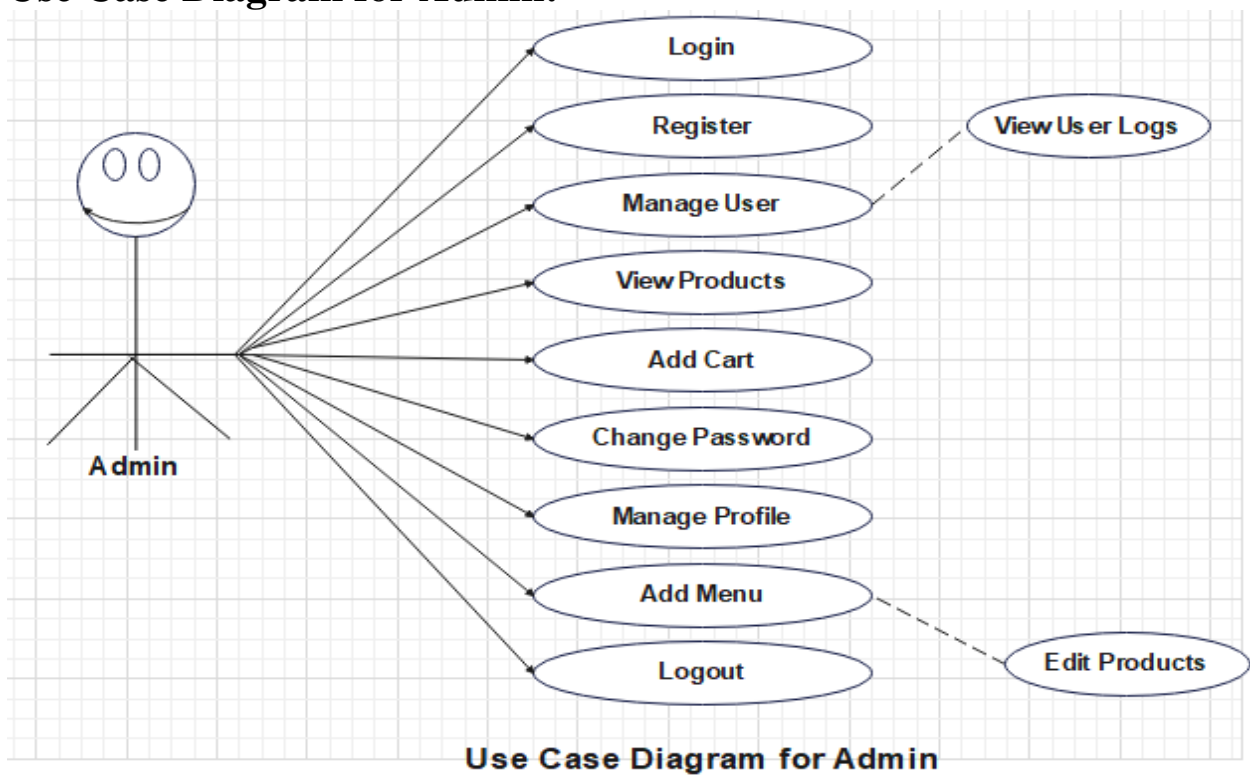 Use Case Diagram for Admin:
Login
Register
View User Logs
Manage User
View Products
Add Cart
Change Password
Admin
Manage Profile
Add Menu
Edit Products
Logout
Use Case Diagram for Admin